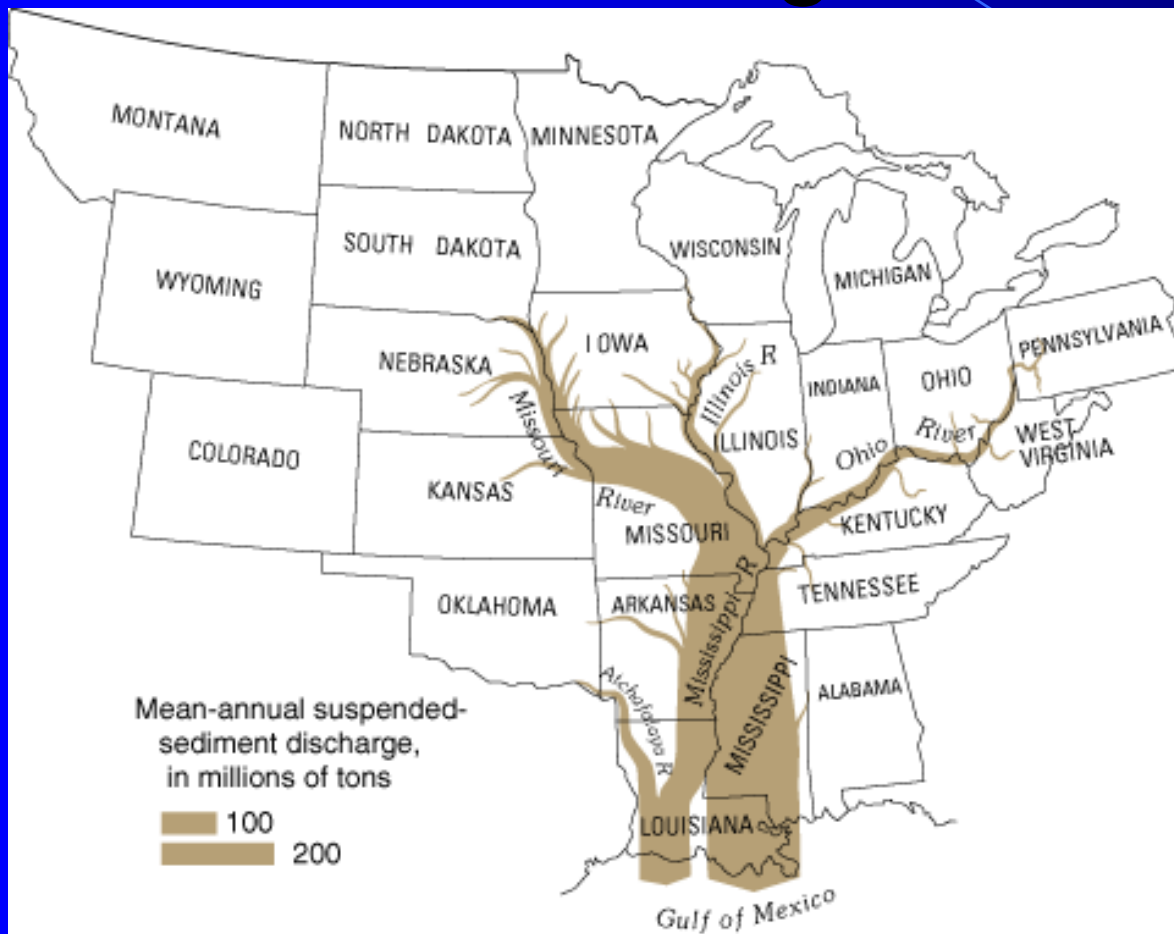 MONTANA
NORTH DAKOTA
MINNESOTA
SOUTH DAKOTA
WISCONSIN
MICHIGAN
WYOMING
NEBRASKA
IOWA
Illinois R
PENNSYLVANIA
INDIANA
OHIO
COLORADO
Missouri
River
ILLINOIS
Ohio
River
WEST
VIRGINIA
KANSAS
MISSOURI
KENTUCKY
OKLAHOMA
ARKANSAS
Mississippi R
TENNESSEE
Atchafalaya R
MISSISSIPPI
ALABAMA
LOUISIANA
Mean-annual suspended-
sediment discharge,
in millions of tons
100
200
Gulf of Mexico